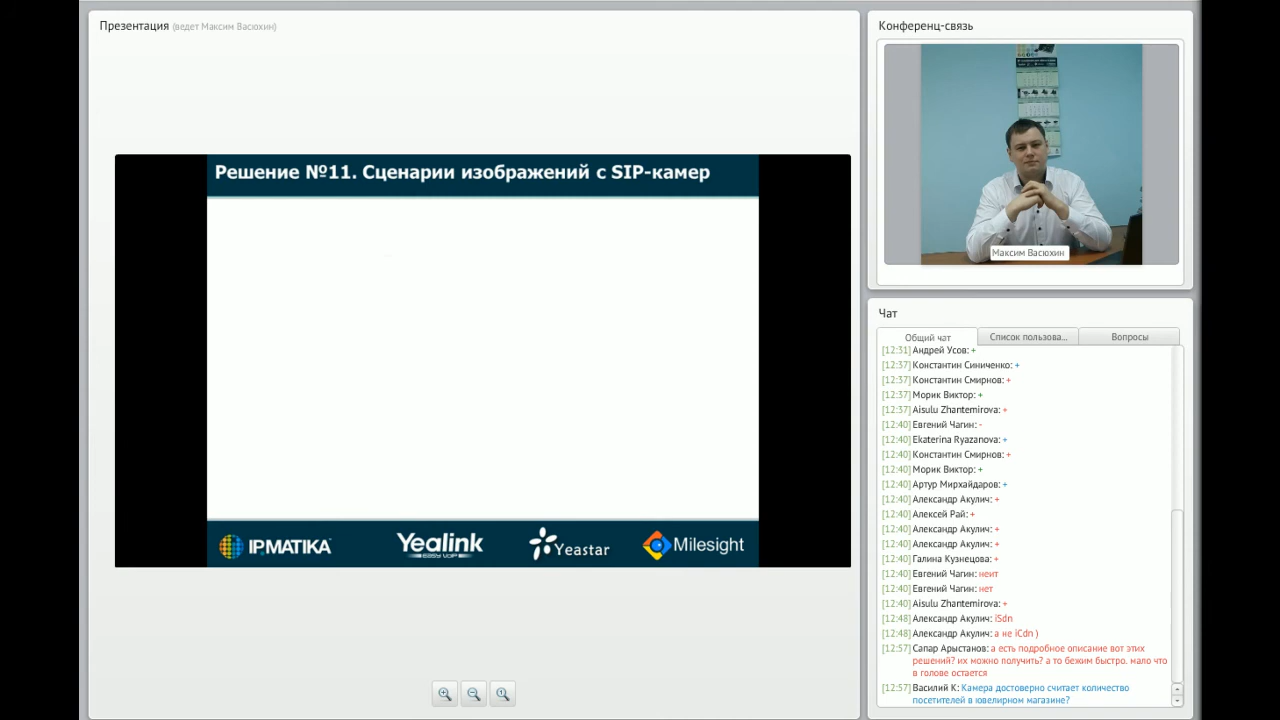 Презентация (ведет Максим Васюхин)
Решение №11. Сценарии изображений с SIP-камер
IPMATIKA
Yealink
EASY VOIP
Yeastar
Milesight
Конференц-связь
Максим Васюхин
Чат
Общий чат
Список пользова...
Вопросы
[12:31] Андрей Усов: +
[12:37] Константин Синиченко: +
[12:37] Константин Смирнов: +
[12:37] Морик Виктор: +
[12:37] Aisulu Zhantemirova: +
[12:40] Евгений Чагин: -
[12:40] Ekaterina Ryazanova: +
[12:40] Константин Смирнов: +
[12:40] Морик Виктор: +
[12:40] Артур Мирхайдаров: +
[12:40] Александр Акулич: +
[12:40] Алексей Рай: +
[12:40] Александр Акулич: +
[12:40] Александр Акулич: +
[12:40] Галина Кузнецова: +
[12:40] Евгений Чагин: неит
[12:40] Евгений Чагин: нет
[12:40] Aisulu Zhantemirova: +
[12:48] Александр Акулич: iSdn
[12:48] Александр Акулич: а не iCdn )
[12:57] Сапар Арыстанов: а есть подробное описание вот этих
решений? их можно получить? а то бежим быстро. мало что
в голове остается
[12:57] Василий К: Камера достоверно считает количество
посетителей в ювелирном магазине?